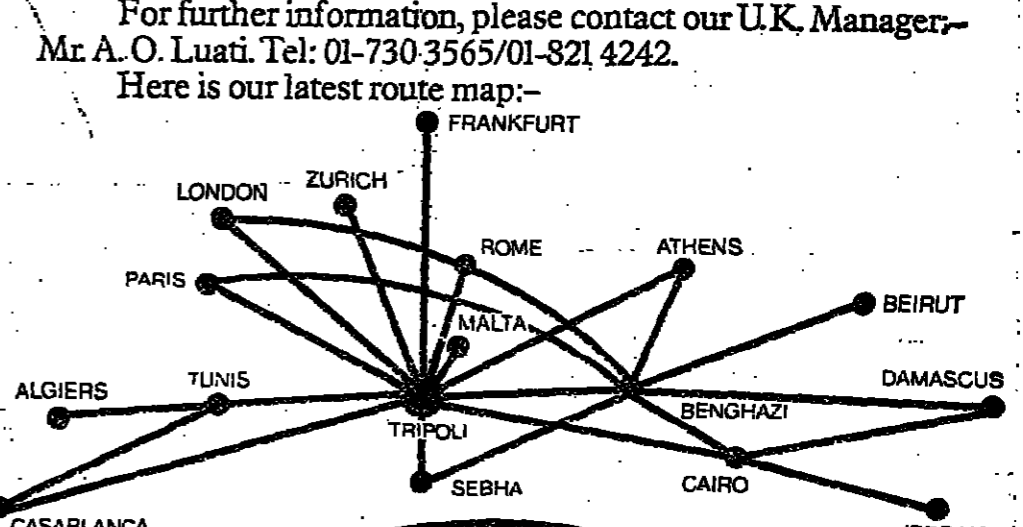 For further information, please contact our U.K. Manager:–
Mr. A. O. Luati. Tel: 01-730 3565/01-821 4242.
Here is our latest route map:–
FRANKFURT
ZURICH
LONDON
ROME
ATHENS
PARIS
BEIRUT
MALTA
TUNIS
DAMASCUS
ALGIERS
BENGHAZI
TRIPOLI
CAIRO
SEBHA
CASABLANCA